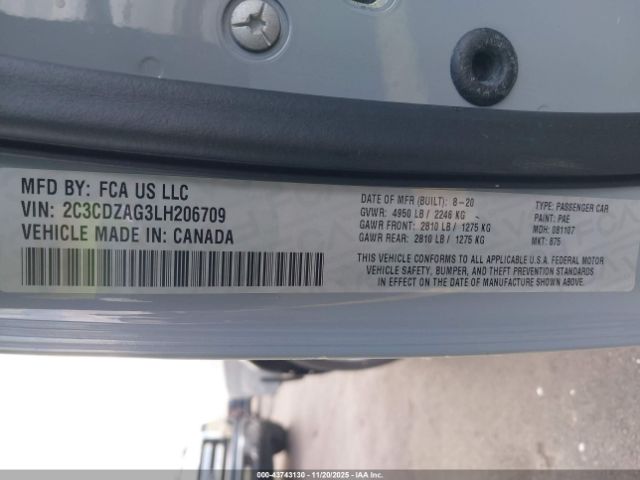 MFD BY: FCA US LLC
VIN: 2C3CDZAG3LH206709
VEHICLE MADE IN: CANADA
DATE OF MFR (BUILT): 8-20
GVWR: 4950 LB / 2246 KG
GAWR FRONT: 2810 LB / 1275 KG
GAWR REAR: 2810 LB / 1275 KG
TYPE: PASSENGER CAR
PAINT: PAE
MDH: 081107
MKT: 875
THIS VEHICLE CONFORMS TO ALL APPLICABLE U.S.A. FEDERAL MOTOR
VEHICLE SAFETY, BUMPER, AND THEFT PREVENTION STANDARDS
IN EFFECT ON THE DATE OF MANUFACTURE SHOWN ABOVE.
000-43743130 - 11/20/2025 - IAA Inc.